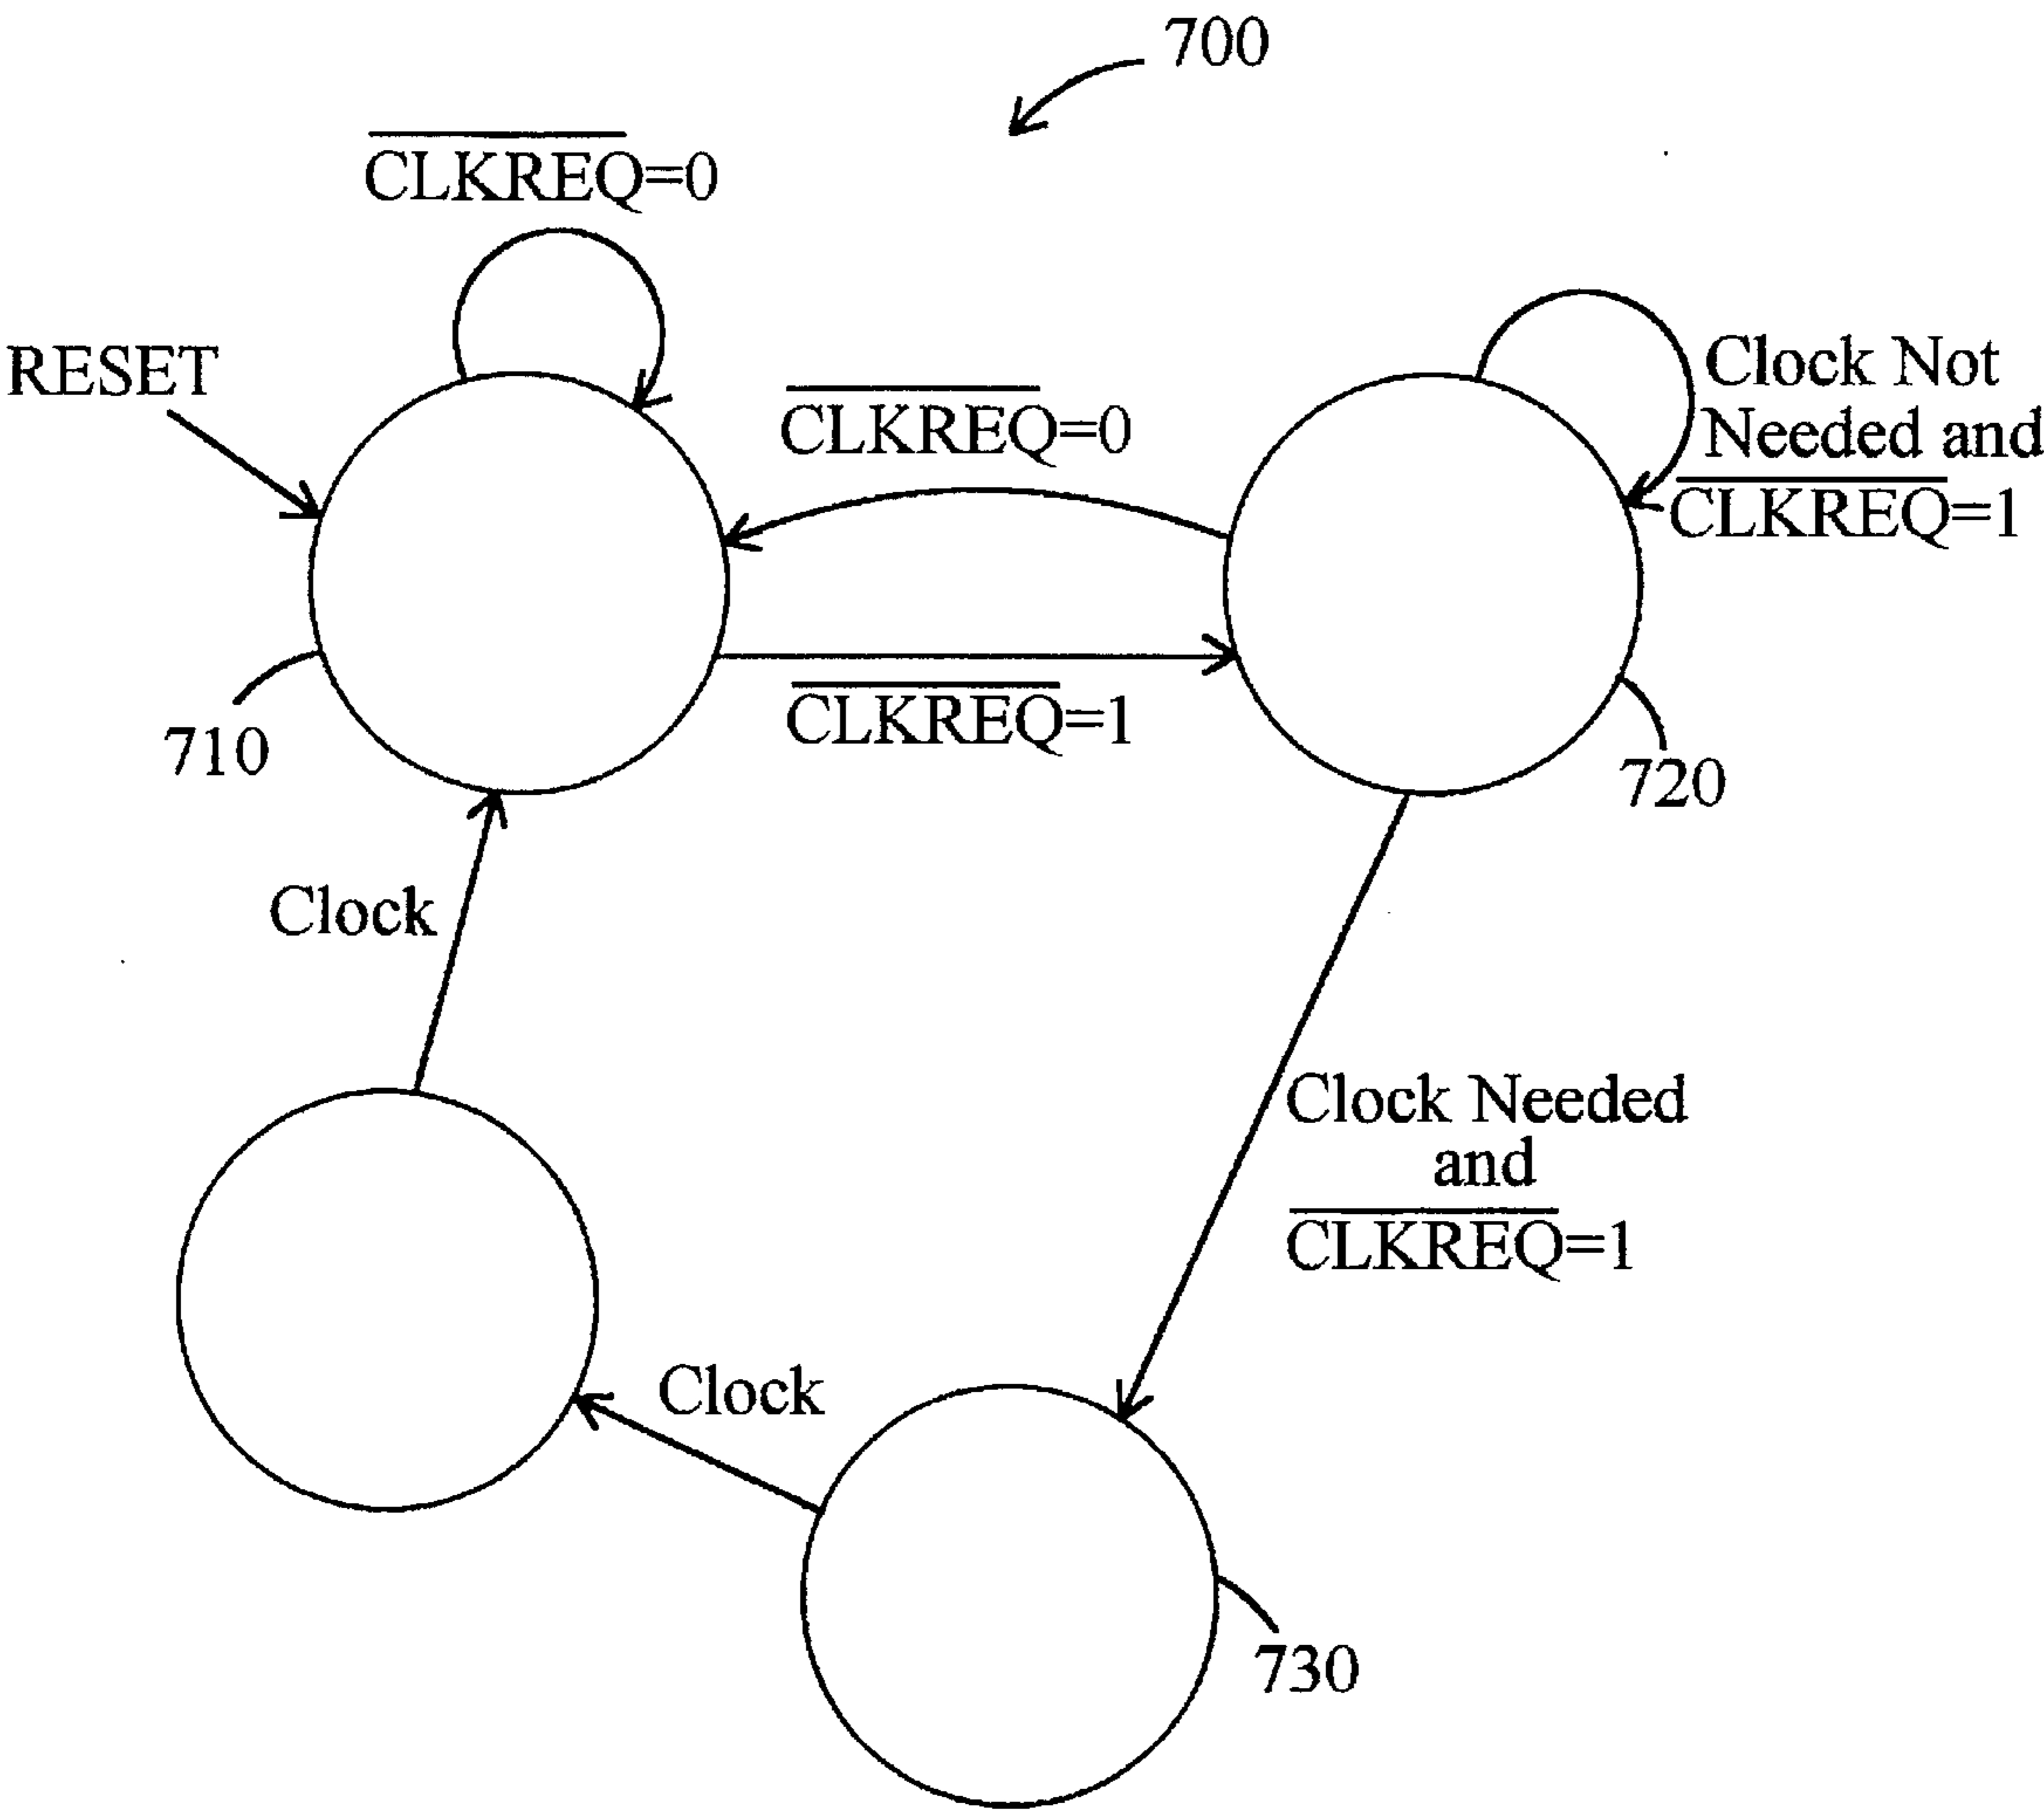 700
CLKREQ=0
RESET
CLKREQ=0
Clock Not
Needed and
CLKREQ=1
CLKREQ=1
710
720
Clock
Clock Needed
and
CLKREQ=1
Clock
730